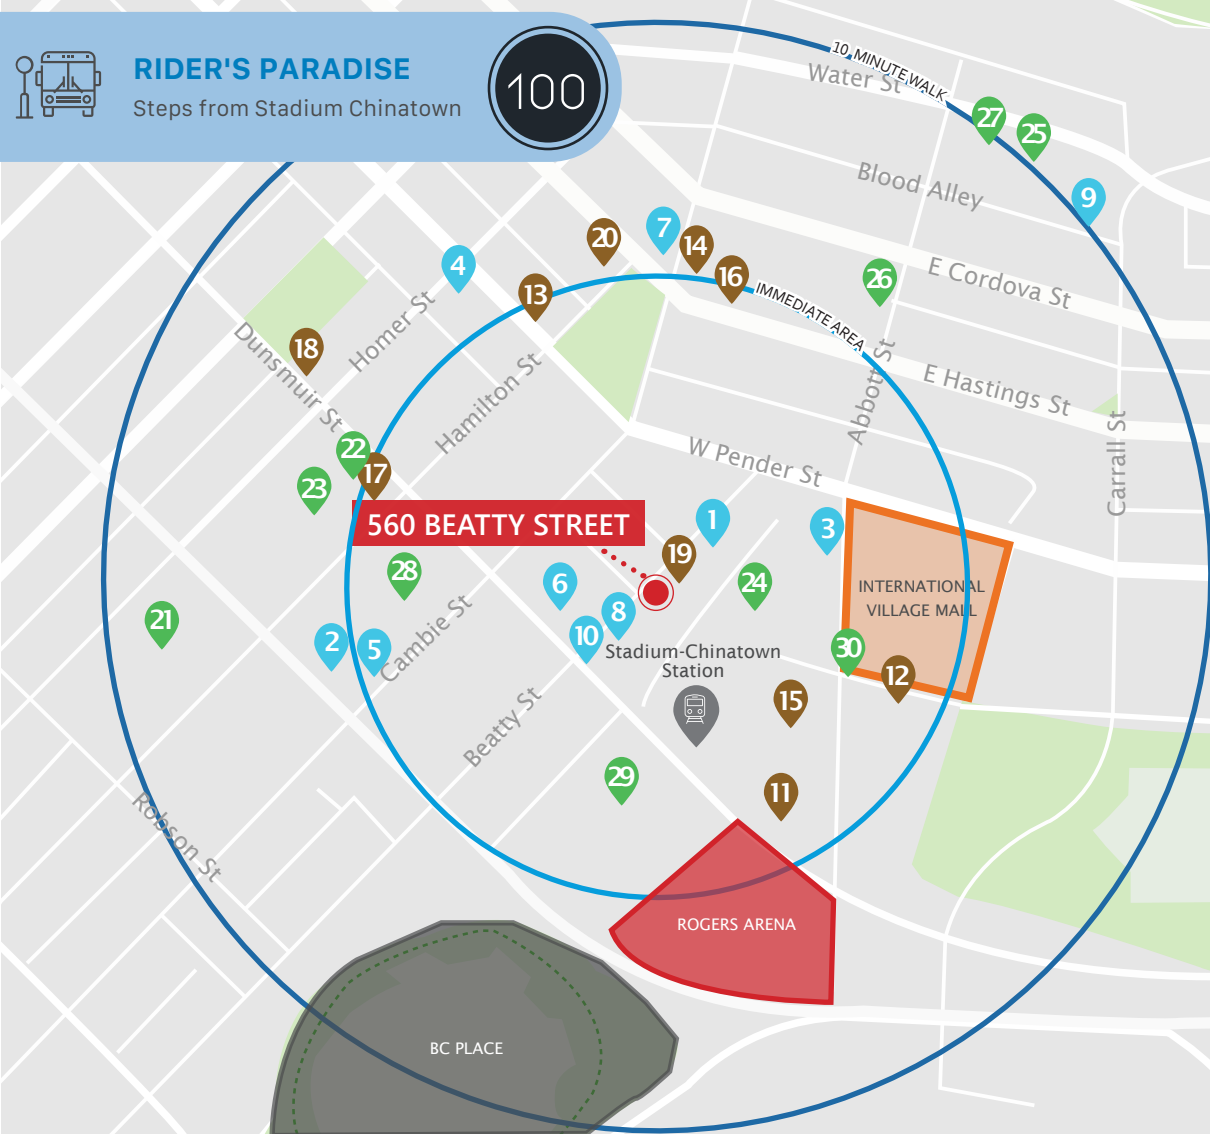 RIDER'S PARADISE
Steps from Stadium Chinatown
100
10 MINUTE WALK
Water St
27
25
Blood Alley
9
7
20
14
4
16
13
IMMEDIATE AREA
26
E Cordova St
Homer St
18
Dunsmuir St
Hamilton St
Abbott St
E Hastings St
Carrall St
W Pender St
22
17
23
560 BEATTY STREET
1
3
19
28
6
24
INTERNATIONAL
VILLAGE MALL
8
21
2
5
10
Cambie St
Stadium-Chinatown
Station
30
12
15
Beatty St
29
11
Robson St
ROGERS ARENA
BC PLACE